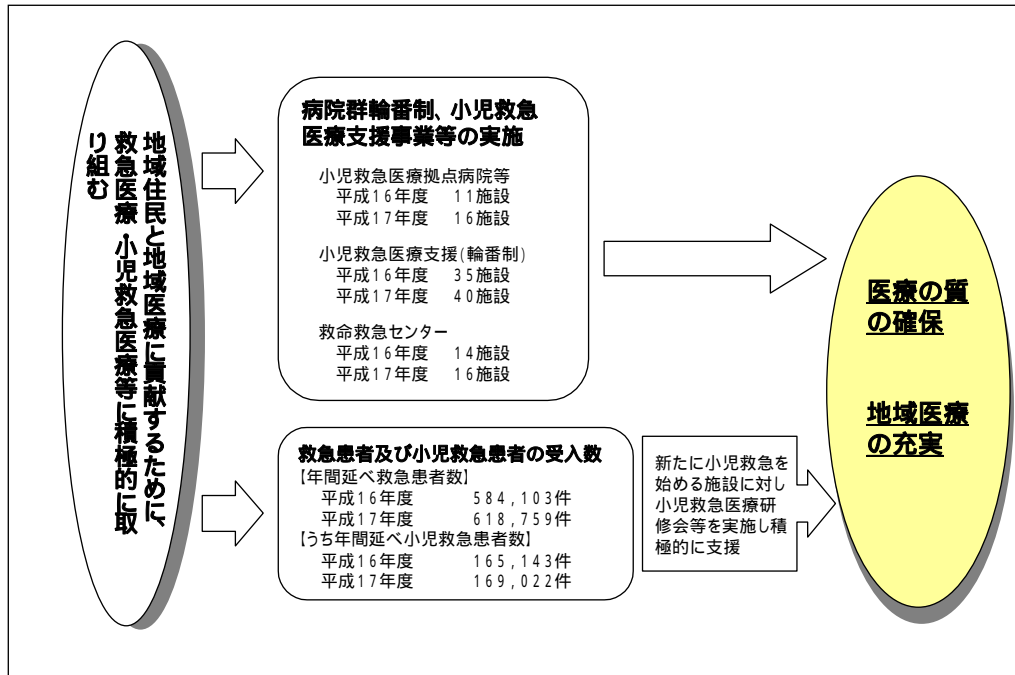 地域住民と地域医療に貢献するために、
救急医療・小児救急医療等に積極的に取
り組む
病院群輪番制、小児救急
医療支援事業等の実施
小児救急医療拠点病院等
平成16年度 11施設
平成17年度 16施設
小児救急医療支援(輪番制)
平成16年度 35施設
平成17年度 40施設
救命救急センター
平成16年度 14施設
平成17年度 16施設
救急患者及び小児救急患者の受入数
【年間延べ救急患者数】
平成16年度 584,103件
平成17年度 618,759件
【うち年間延べ小児救急患者数】
平成16年度 165,143件
平成17年度 169,022件
新たに小児救急を
始める施設に対し
小児救急医療研
修会等を実施し積
極的に支援
医療の質
の確保
地域医療
の充実